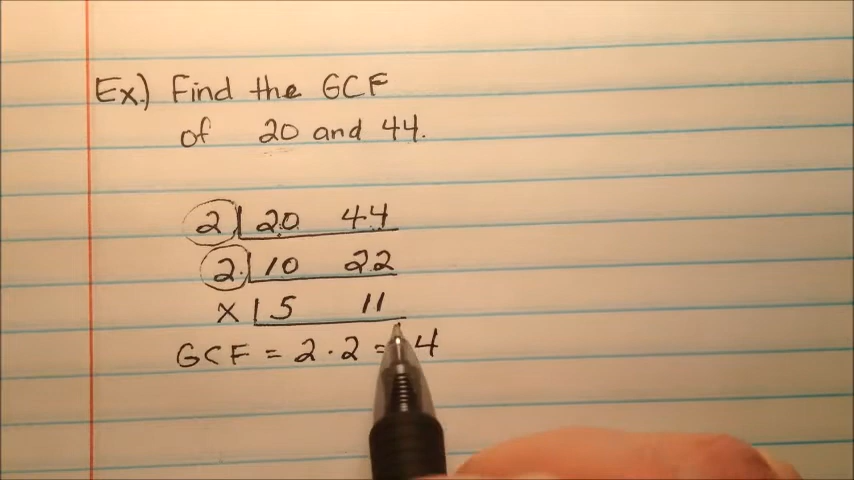 Ex.) Find the GCF
of 20 and 44.
2 20 44
2 10 22
x 5 11
GCF = 2 · 2 = 4